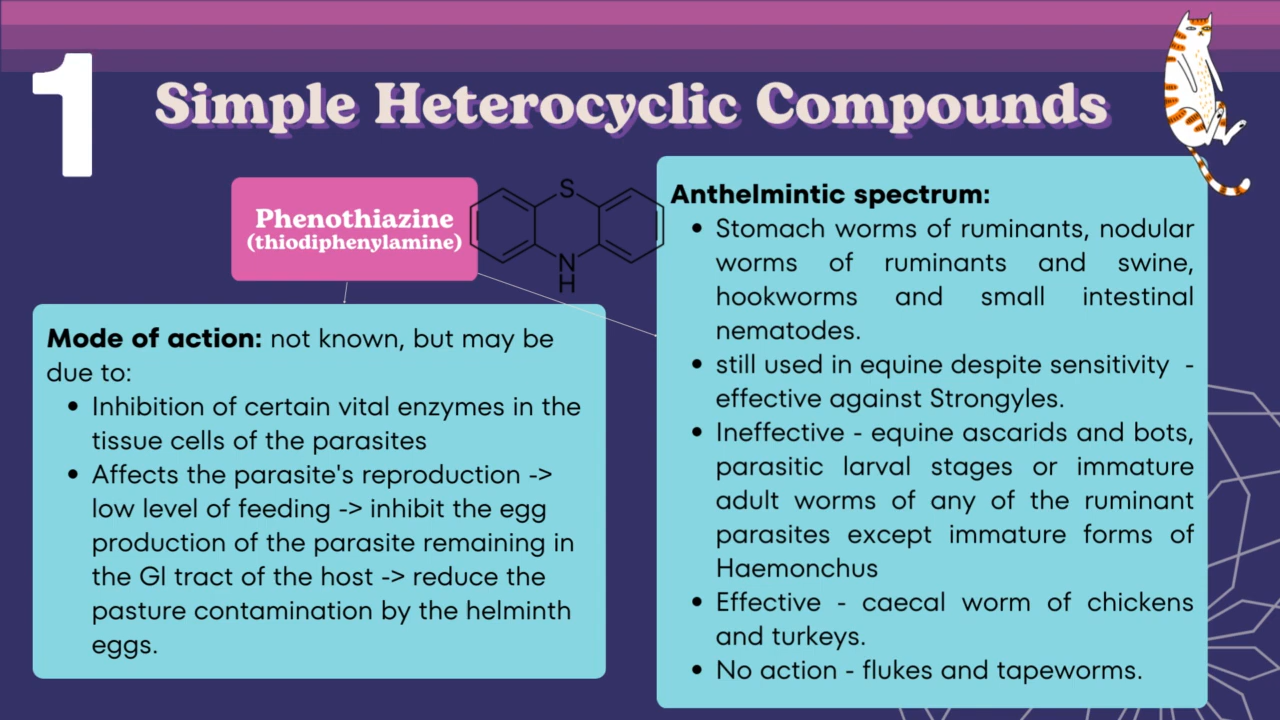 1
Simple Heterocyclic Compounds
Phenothiazine
(thiodiphenylamine)
S
N
H
Mode of action: not known, but may be
due to:
• Inhibition of certain vital enzymes in the
tissue cells of the parasites
• Affects the parasite's reproduction ->
low level of feeding -> inhibit the egg
production of the parasite remaining in
the GI tract of the host -> reduce the
pasture contamination by the helminth
eggs.
Anthelmintic spectrum:
• Stomach worms of ruminants, nodular
worms of ruminants and swine,
hookworms and small intestinal
nematodes.
• still used in equine despite sensitivity -
effective against Strongyles.
• Ineffective - equine ascarids and bots,
parasitic larval stages or immature
adult worms of any of the ruminant
parasites except immature forms of
Haemonchus
• Effective - caecal worm of chickens
and turkeys.
• No action - flukes and tapeworms.